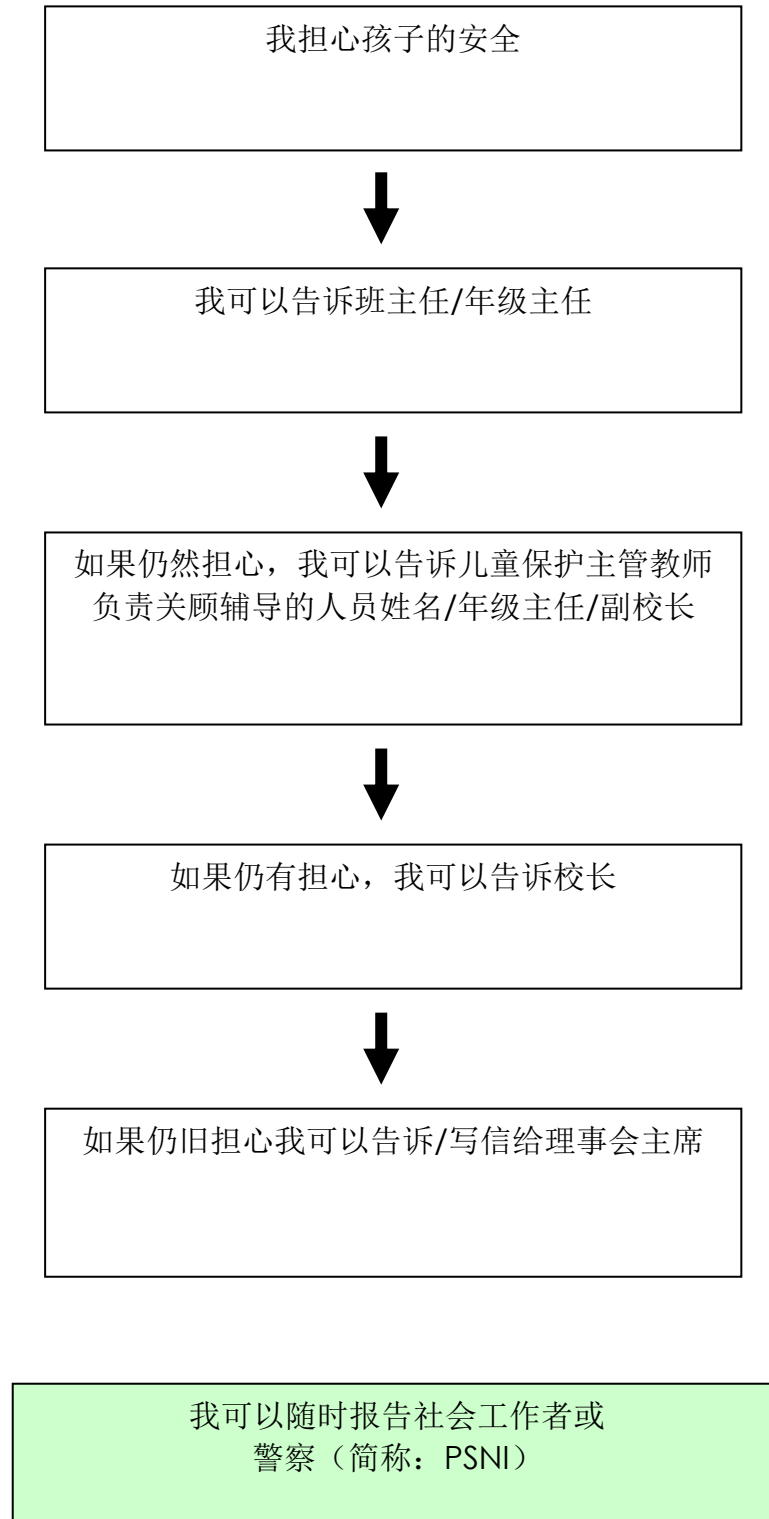 我担心孩子的安全
我可以告诉班主任/年级主任
如果仍然担心，我可以告诉儿童保护主管教师
负责关顾辅导的人员姓名/年级主任/副校长
如果仍有担心，我可以告诉校长
如果仍旧担心我可以告诉/写信给理事会主席
我可以随时报告社会工作者或
警察（简称：PSNI）